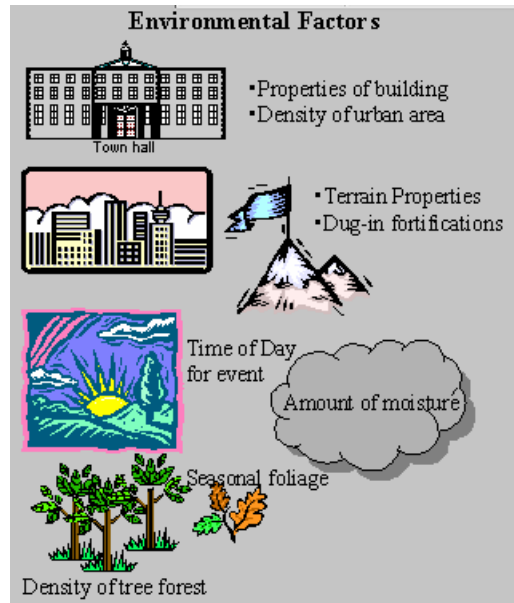 Environmental Factors
•Properties of building
•Density of urban area
Town hall
•Terrain Properties
•Dug-in fortifications
Time of Day
for event
Amount of moisture
Seasonal foliage
Density of tree forest